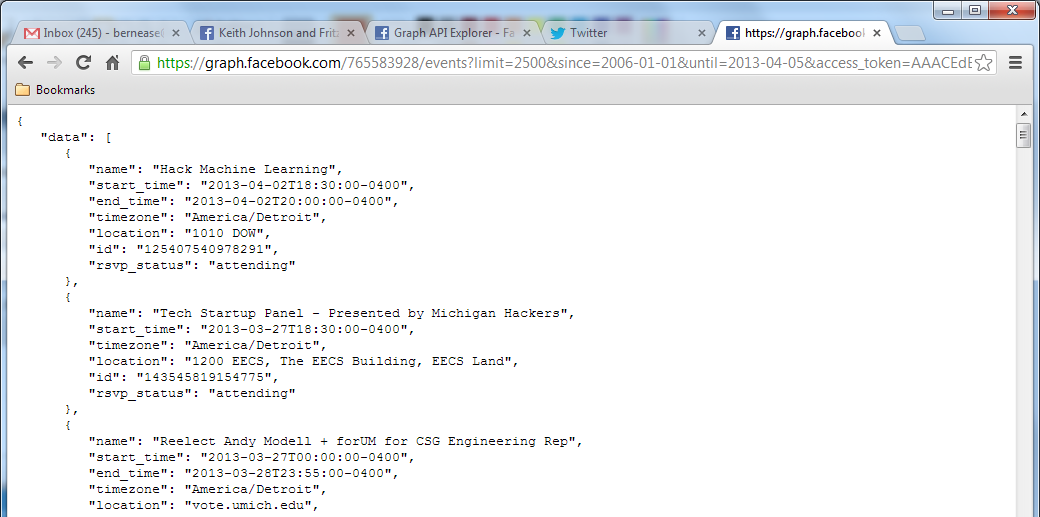 Inbox (245) - bernease
Keith Johnson and Fritz
Graph API Explorer - Fa
Twitter
https://graph.facebook
https://graph.facebook.com/765583928/events?limit=2500&since=2006-01-01&until=2013-04-05&access_token=AAACEdE
Bookmarks
{
"data": [
{
"name": "Hack Machine Learning",
"start_time": "2013-04-02T18:30:00-0400",
"end_time": "2013-04-02T20:00:00-0400",
"timezone": "America/Detroit",
"location": "1010 DOW",
"id": "125407540978291",
"rsvp_status": "attending"
},
{
"name": "Tech Startup Panel - Presented by Michigan Hackers",
"start_time": "2013-03-27T18:30:00-0400",
"timezone": "America/Detroit",
"location": "1200 EECS, The EECS Building, EECS Land",
"id": "143545819154775",
"rsvp_status": "attending"
},
{
"name": "Reelect Andy Modell + forUM for CSG Engineering Rep",
"start_time": "2013-03-27T00:00:00-0400",
"end_time": "2013-03-28T23:55:00-0400",
"timezone": "America/Detroit",
"location": "vote.umich.edu",